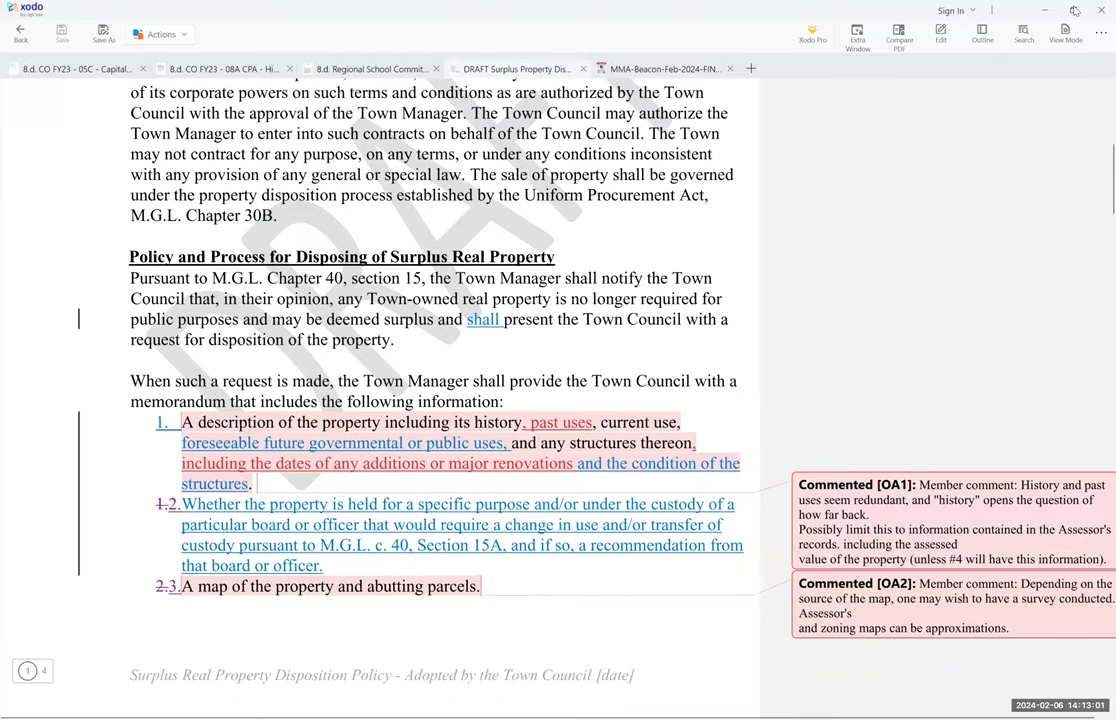 xodo
by apryse
Sign In
Back
Save
Save As
Actions
Xodo Pro
Extra
Window
Compare
PDF
Edit
Outline
Search
View Mode
8.d. CO FY23 - 05C - Capital...
8.d. CO FY23 - 08A CPA - Hi...
8.d. Regional School Commit...
DRAFT Surplus Property Dis...
MMA-Beacon-Feb-2024-FIN...
of its corporate powers on such terms and conditions as are authorized by the Town
Council with the approval of the Town Manager. The Town Council may authorize the
Town Manager to enter into such contracts on behalf of the Town Council. The Town
may not contract for any purpose, on any terms, or under any conditions inconsistent
with any provision of any general or special law. The sale of property shall be governed
under the property disposition process established by the Uniform Procurement Act,
M.G.L. Chapter 30B.
Policy and Process for Disposing of Surplus Real Property
Pursuant to M.G.L. Chapter 40, section 15, the Town Manager shall notify the Town
Council that, in their opinion, any Town-owned real property is no longer required for
public purposes and may be deemed surplus and shall present the Town Council with a
request for disposition of the property.
When such a request is made, the Town Manager shall provide the Town Council with a
memorandum that includes the following information:
1. A description of the property including its history, past uses, current use,
foreseeable future governmental or public uses, and any structures thereon,
including the dates of any additions or major renovations and the condition of the
structures.
1.2. Whether the property is held for a specific purpose and/or under the custody of a
particular board or officer that would require a change in use and/or transfer of
custody pursuant to M.G.L. c. 40, Section 15A, and if so, a recommendation from
that board or officer.
2.3. A map of the property and abutting parcels.
Commented [OA1]: Member comment: History and past
uses seem redundant, and "history" opens the question of
how far back.
Possibly limit this to information contained in the Assessor's
records. including the assessed
value of the property (unless #4 will have this information).
Commented [OA2]: Member comment: Depending on the
source of the map, one may wish to have a survey conducted.
Assessor's
and zoning maps can be approximations.
DRAFT
1 4
Surplus Real Property Disposition Policy - Adopted by the Town Council [date]
2024-02-06 14:13:01